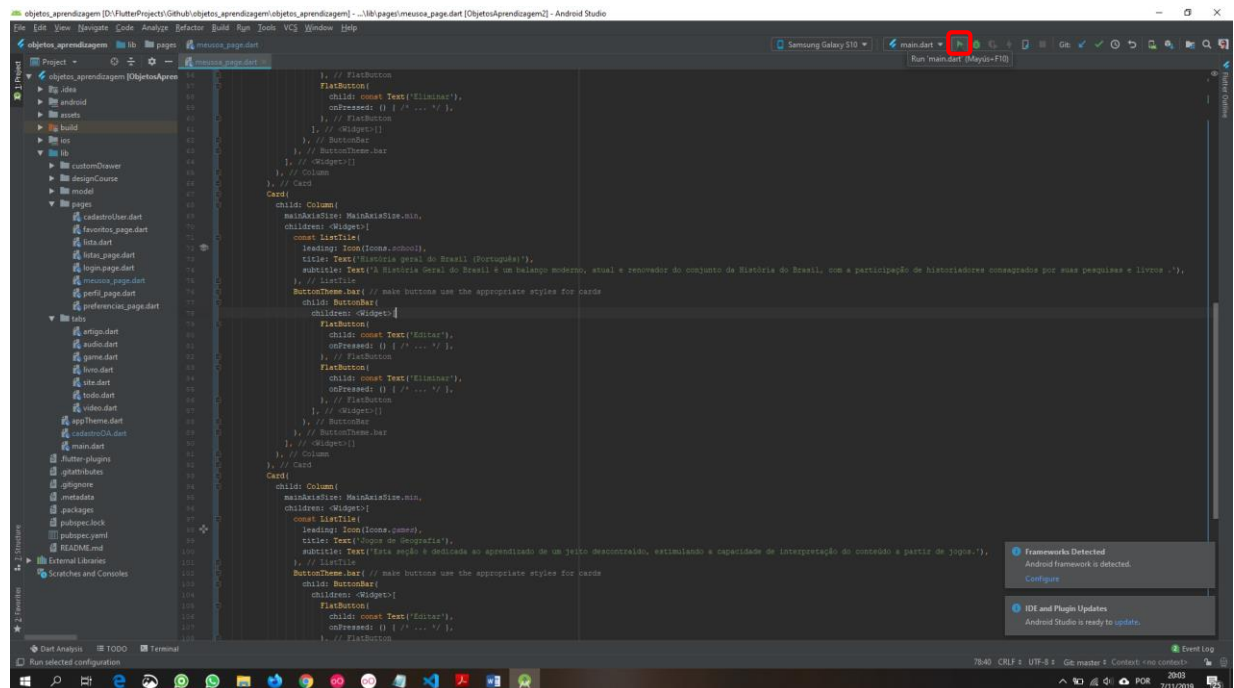 objetos_aprendizagem [D:\FlutterProjects\Github\objetos_aprendizagem\objetos_aprendizagem] - ...\lib\pages\meusoa_page.dart [ObjetosAprendizagem2] - Android Studio
File Edit View Navigate Code Analyze Refactor Build Run Tools VCS Window Help
objetos_aprendizagem lib pages meusoa_page.dart Samsung Galaxy S10 main.dart Git:
Project meusoa_page.dart Run 'main.dart' (Mayús+F10)
objetos_aprendizagem [ObjetosApren
.idea
android
assets
build
ios
lib
customDrawer
designCourse
model
pages
cadastroUser.dart
favoritos_page.dart
lista.dart
listas_page.dart
login.page.dart
meusoa_page.dart
perfil_page.dart
preferencias_page.dart
tabs
artigo.dart
audio.dart
game.dart
livro.dart
site.dart
todo.dart
video.dart
appTheme.dart
cadastroOA.dart
main.dart
.flutter-plugins
.gitattributes
.gitignore
.metadata
.packages
pubspec.lock
pubspec.yaml
README.md
External Libraries
Scratches and Consoles
1: Project
2: Structure
2: Favorites
Flutter Outline
), // FlatButton
FlatButton(
child: const Text('Eliminar'),
onPressed: () { /* ... */ },
), // FlatButton
], // <Widget>[]
), // ButtonBar
), // ButtonTheme.bar
], // <Widget>[]
), // Column
), // Card
Card(
child: Column(
mainAxisSize: MainAxisSize.min,
children: <Widget>[
const ListTile(
leading: Icon(Icons.school),
title: Text('História geral do Brasil (Português)'),
subtitle: Text('A História Geral do Brasil é um balanço moderno, atual e renovador do conjunto da História do Brasil, com a participação de historiadores consagrados por suas pesquisas e livros .'),
), // ListTile
ButtonTheme.bar( // make buttons use the appropriate styles for cards
child: ButtonBar(
children: <Widget>[
FlatButton(
child: const Text('Editar'),
onPressed: () { /* ... */ },
), // FlatButton
FlatButton(
child: const Text('Eliminar'),
onPressed: () { /* ... */ },
), // FlatButton
], // <Widget>[]
), // ButtonBar
), // ButtonTheme.bar
], // <Widget>[]
), // Column
), // Card
Card(
child: Column(
mainAxisSize: MainAxisSize.min,
children: <Widget>[
const ListTile(
leading: Icon(Icons.games),
title: Text('Jogos de Geografia'),
subtitle: Text('Esta seção é dedicada ao aprendizado de um jeito descontraído, estimulando a capacidade de interpretação do conteúdo a partir de jogos.'),
), // ListTile
ButtonTheme.bar( // make buttons use the appropriate styles for cards
child: ButtonBar(
children: <Widget>[
FlatButton(
child: const Text('Editar'),
onPressed: () { /* ... */ },
), // FlatButton
Frameworks Detected
Android framework is detected.
Configure
IDE and Plugin Updates
Android Studio is ready to update.
Dart Analysis TODO Terminal Event Log
Run selected configuration 78:40 CRLF UTF-8 Git: master Context: <no context>
POR
20:03
7/11/2019